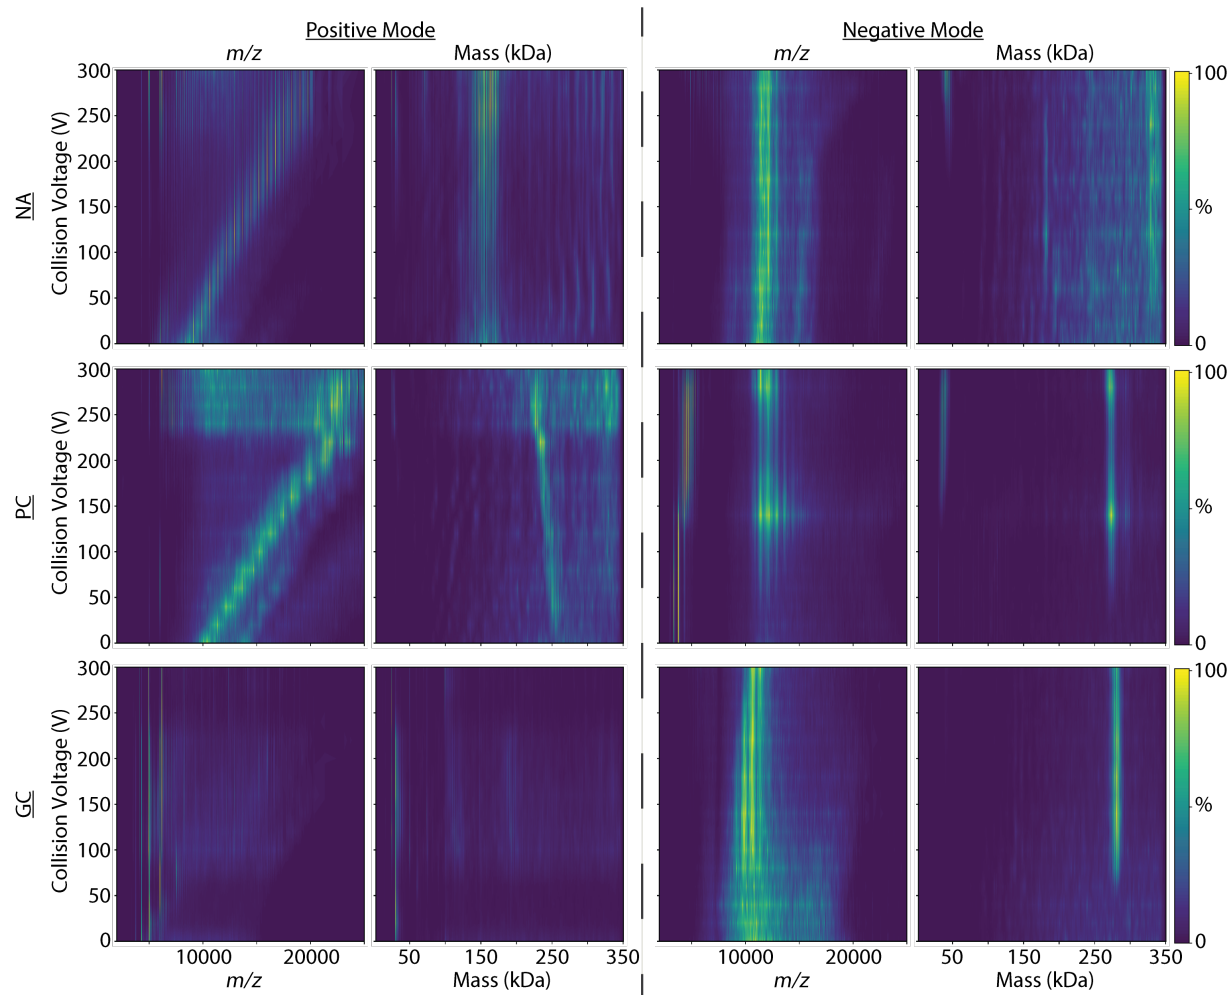 Positive Mode
Negative Mode
m/z
Mass (kDa)
m/z
Mass (kDa)
NA
Collision Voltage (V)
300
250
200
150
100
50
0
100
%
0
PC
Collision Voltage (V)
300
250
200
150
100
50
0
100
%
0
GC
Collision Voltage (V)
300
250
200
150
100
50
0
100
%
0
10000 20000
50 150 250 350
10000 20000
50 150 250 350
m/z
Mass (kDa)
m/z
Mass (kDa)